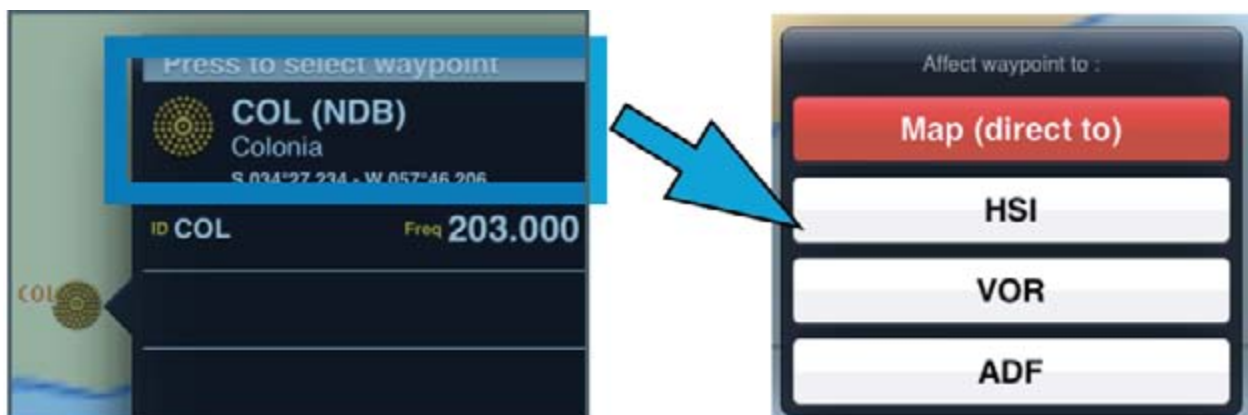 Press to select waypoint
COL (NDB)
Colonia
S 034°27.234 - W 057°46.206
ID COL Freq 203.000
COL
Affect waypoint to :
Map (direct to)
HSI
VOR
ADF